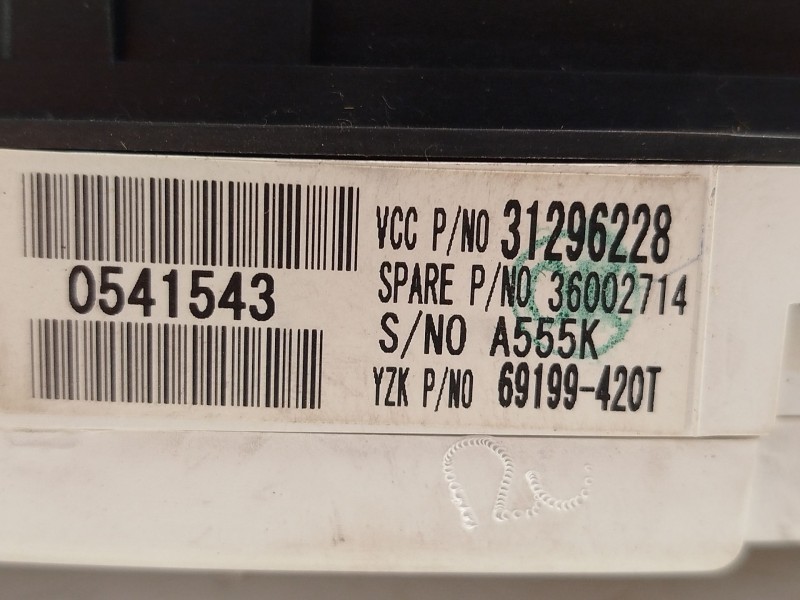 VCC P/NO 31296228
0541543
SPARE P/NO 36002714
S/NO A555K
YZK P/NO 69199-420T